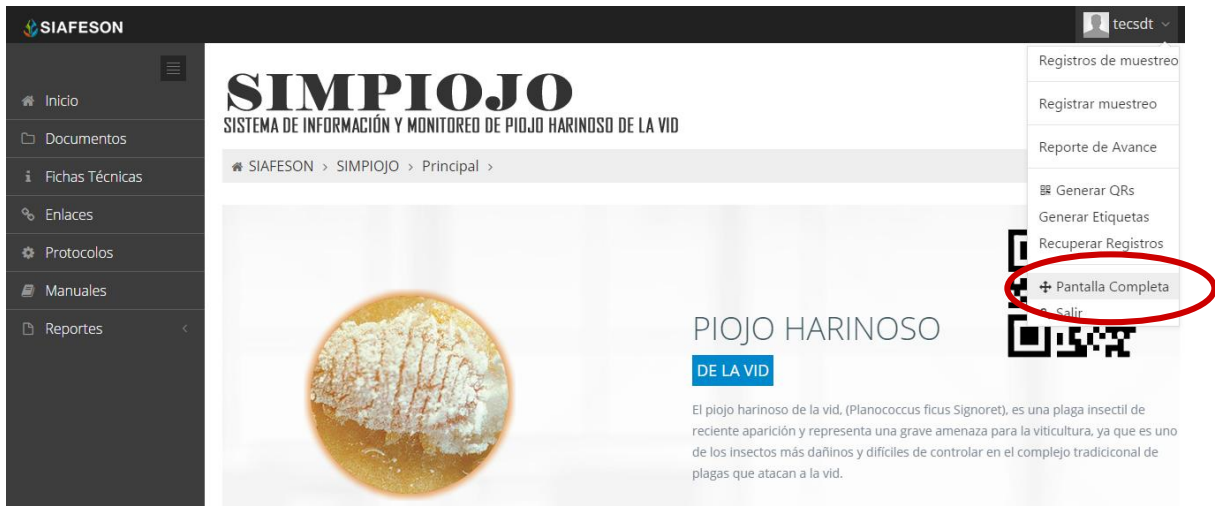 SIAFESON
tecsdt
Inicio
Documentos
Fichas Técnicas
Enlaces
Protocolos
Manuales
Reportes
SIMPIOJO
SISTEMA DE INFORMACIÓN Y MONITOREO DE PIOJO HARINOSO DE LA VID
SIAFESON > SIMPIOJO > Principal >
Registros de muestreo
Registrar muestreo
Reporte de Avance
Generar QRs
Generar Etiquetas
Recuperar Registros
Pantalla Completa
Salir
PIOJO HARINOSO
DE LA VID
El piojo harinoso de la vid, (Planococcus ficus Signoret), es una plaga insectil de
reciente aparición y representa una grave amenaza para la viticultura, ya que es uno
de los insectos más dañinos y difíciles de controlar en el complejo tradiciconal de
plagas que atacan a la vid.